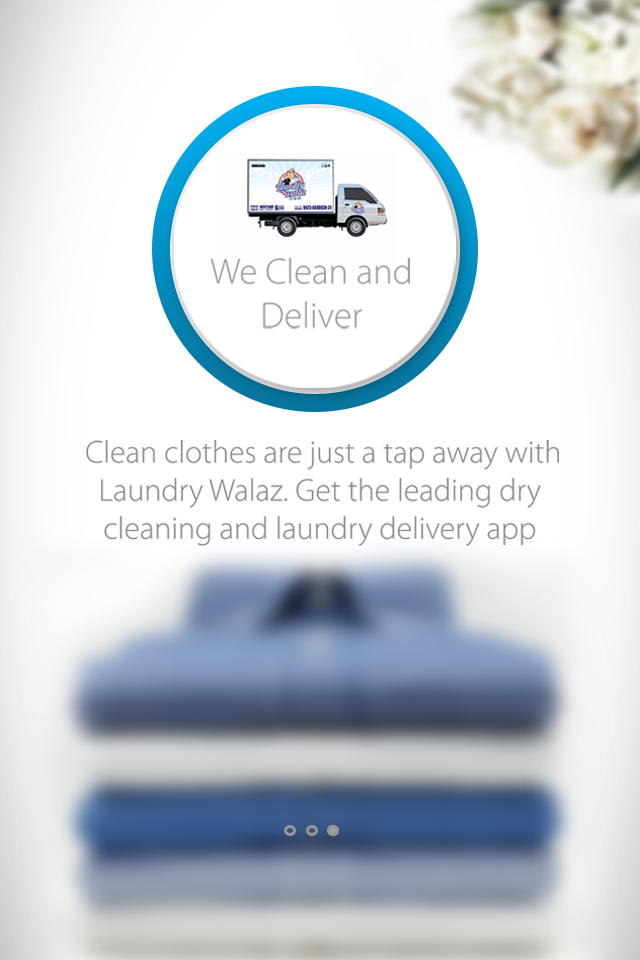 We Clean and
Deliver
Clean clothes are just a tap away with
Laundry Walaz. Get the leading dry
cleaning and laundry delivery app